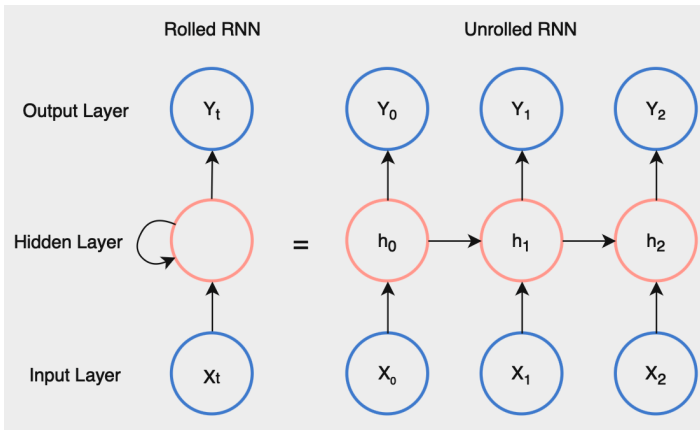 Rolled RNN Unrolled RNN
Output Layer Yₜ Y₀ Y₁ Y₂
Hidden Layer = h₀ h₁ h₂
Input Layer Xₜ X₀ X₁ X₂